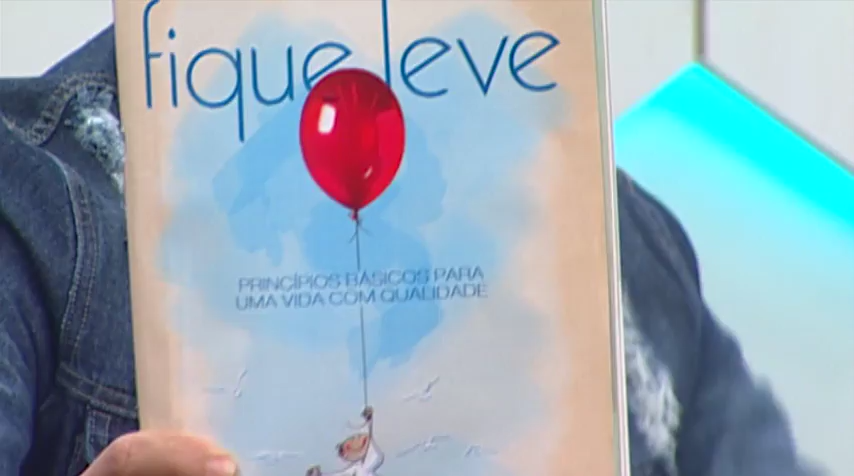 fique leve
PRINCÍPIOS BÁSICOS PARA
UMA VIDA COM QUALIDADE